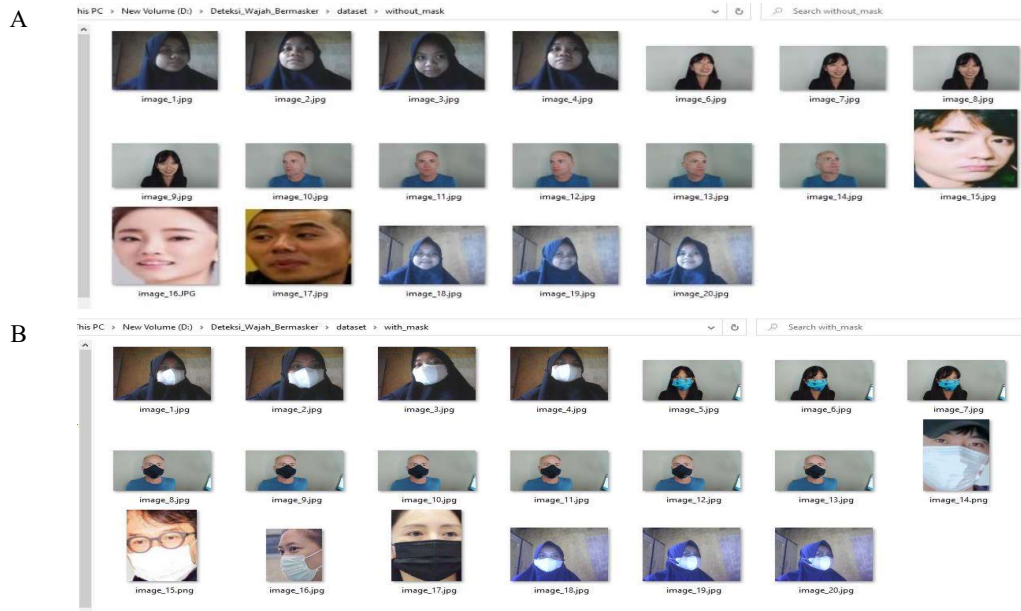 A
his PC > New Volume (D:) > Deteksi_Wajah_Bermasker > dataset > without_mask
Search without_mask
image_1.jpg image_2.jpg image_3.jpg image_4.jpg image_6.jpg image_7.jpg image_8.jpg
image_9.jpg image_10.jpg image_11.jpg image_12.jpg image_13.jpg image_14.jpg image_15.jpg
image_16.JPG image_17.jpg image_18.jpg image_19.jpg image_20.jpg
B
his PC > New Volume (D:) > Deteksi_Wajah_Bermasker > dataset > with_mask
Search with_mask
image_1.jpg image_2.jpg image_3.jpg image_4.jpg image_5.jpg image_6.jpg image_7.jpg
image_8.jpg image_9.jpg image_10.jpg image_11.jpg image_12.jpg image_13.jpg image_14.png
image_15.png image_16.jpg image_17.jpg image_18.jpg image_19.jpg image_20.jpg